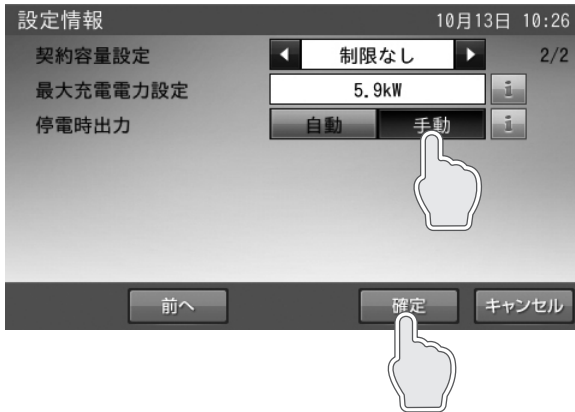 設定情報 10月13日 10:26
契約容量設定 ◀ 制限なし ▶ 2/2
最大充電電力設定 5.9kW i
停電時出力 自動 手動 i
前へ 確定 キャンセル